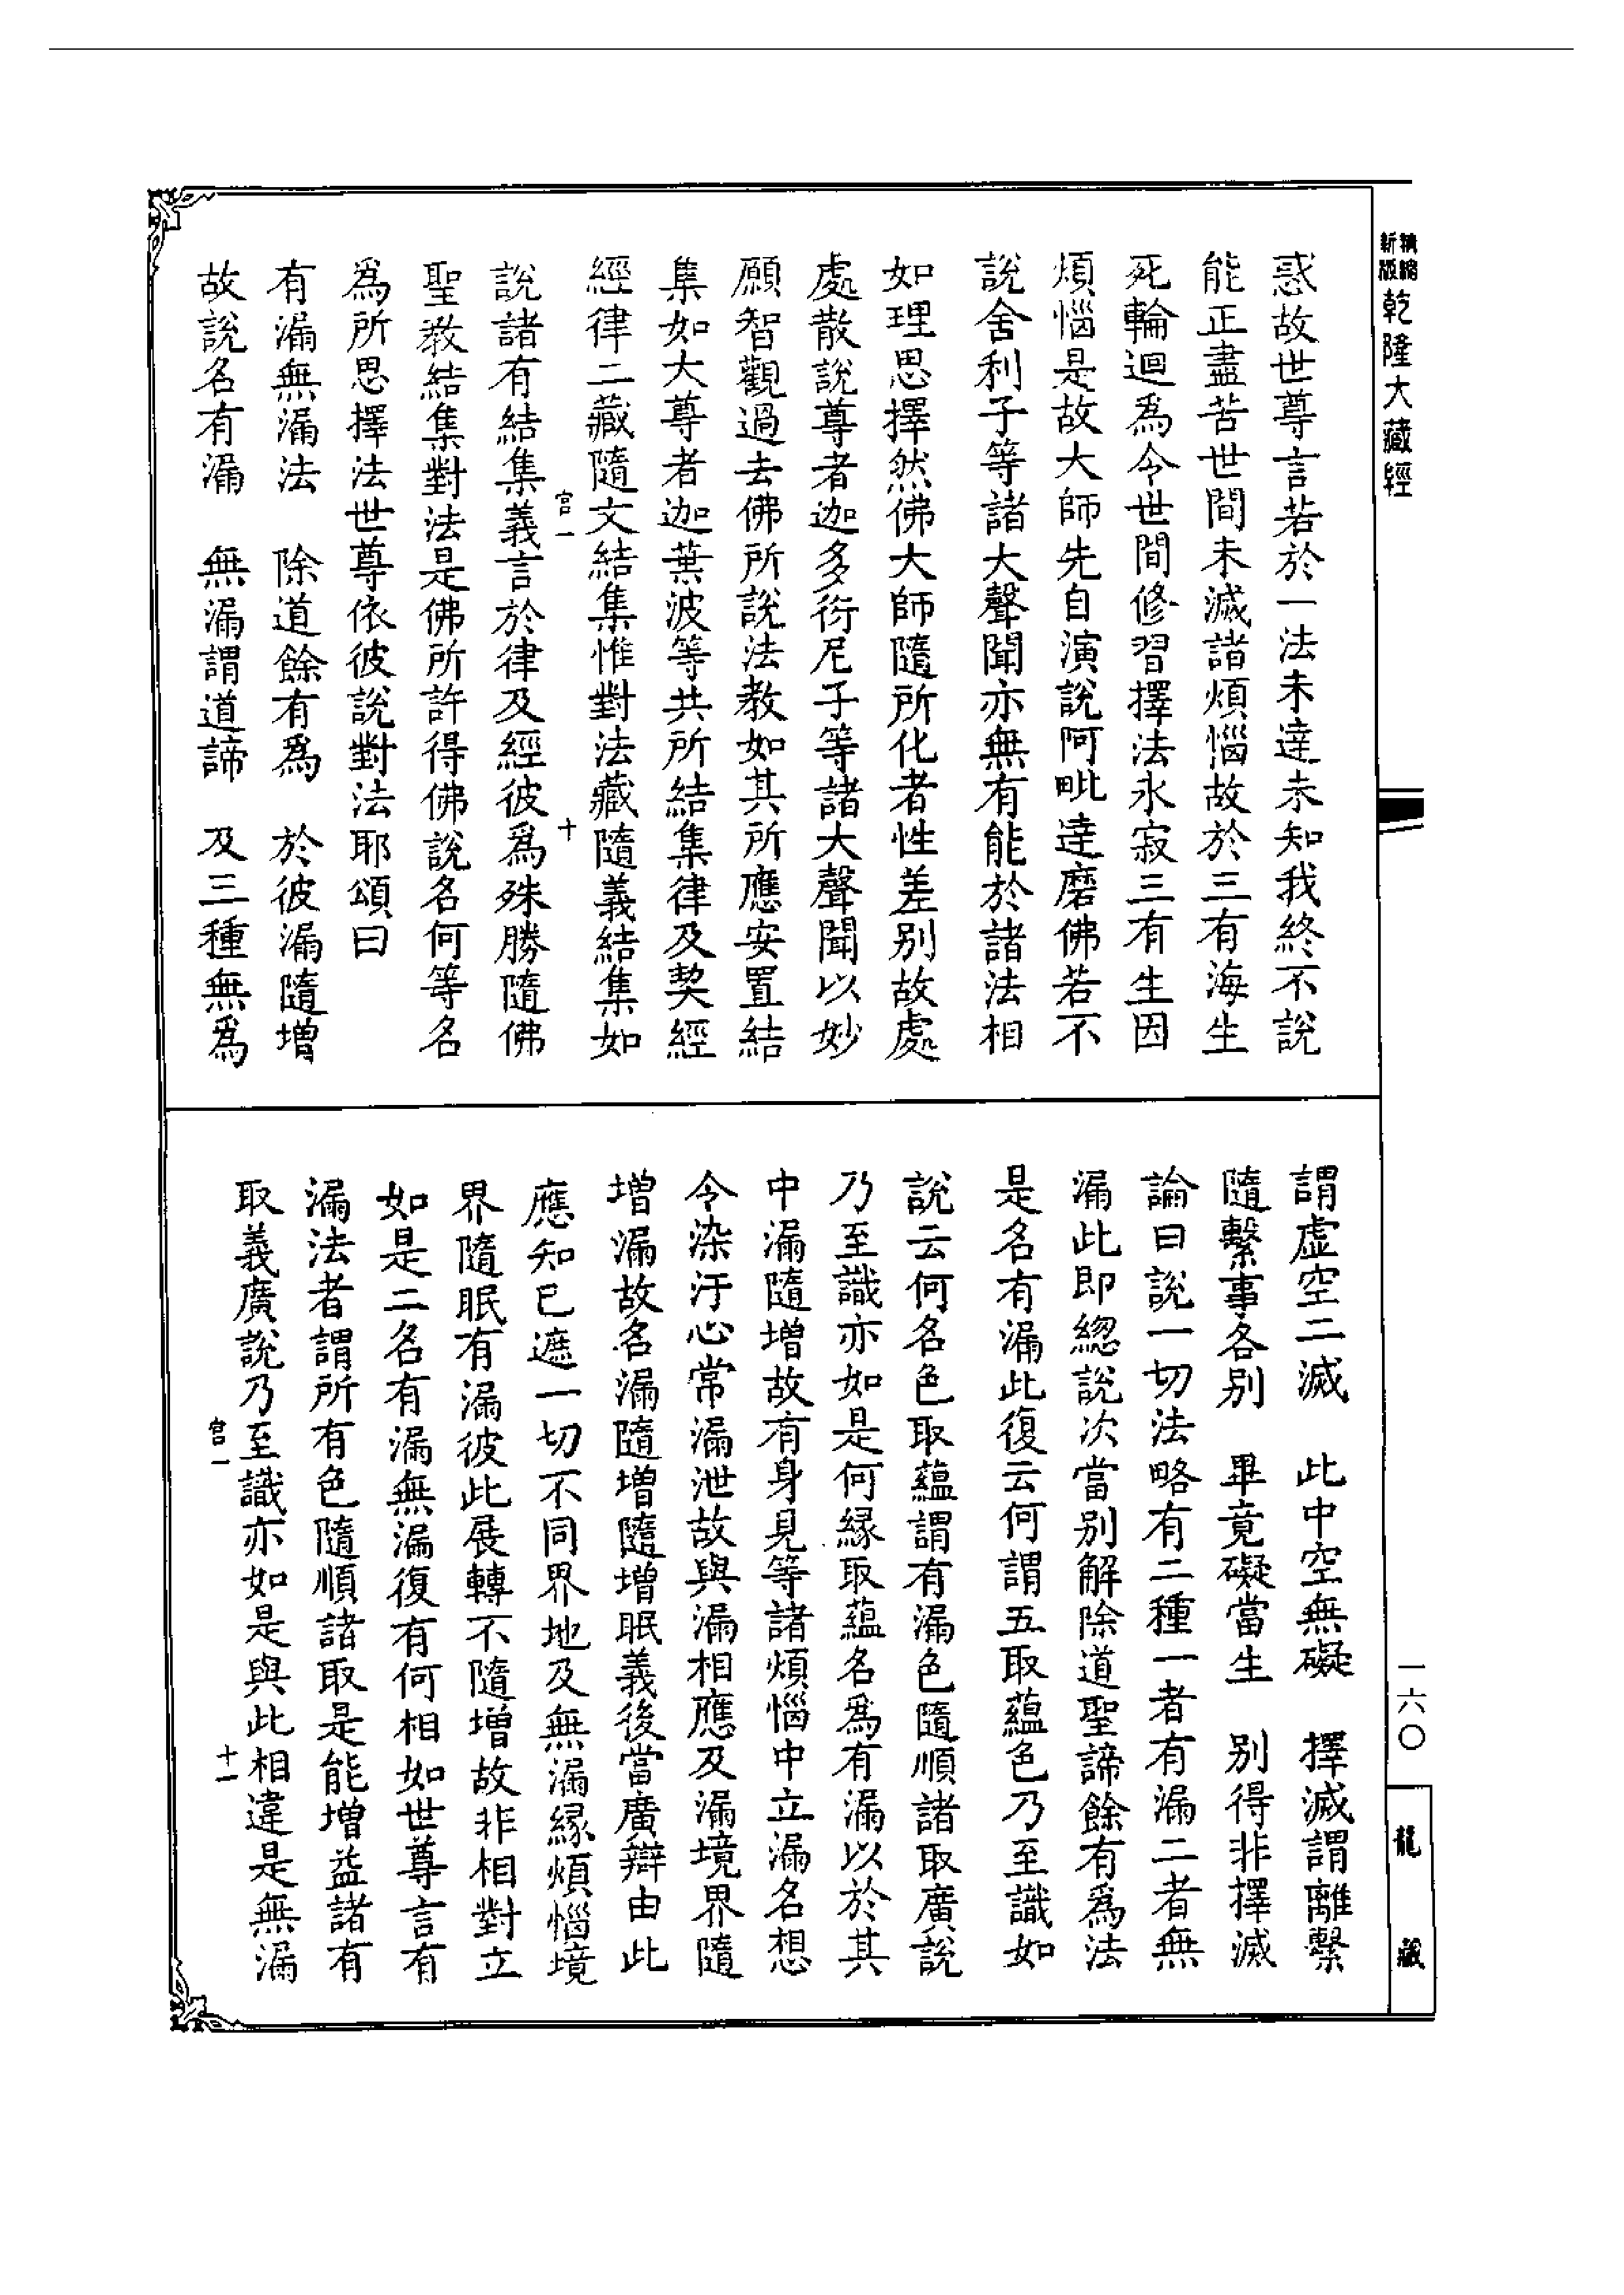 精縮新版乾隆大藏經
惑故世尊言若於一法未達未知我終不說
能正盡苦世間未滅諸煩惱故於三有海生
死輪迴爲令世間修習擇法永寂三有生因
煩惱是故大師先自演說阿毗達磨佛若不
說舍利子等諸大聲聞亦無有能於諸法相
如理思擇然佛大師隨所化者性差別故處
處散說尊者迦多衍尼子等諸大聲聞以妙
願智觀過去佛所說法教如其所應安置結
集如大尊者迦葉波等共所結集律及契經
經律二藏隨文結集惟對法藏隨義結集如
宮一 十
說諸有結集義言於律及經彼爲殊勝隨佛
聖教結集對法是佛所許得佛說名何等名
爲所思擇法世尊依彼說對法耶頌曰
有漏無漏法 除道餘有爲 於彼漏隨增
故說名有漏 無漏謂道諦 及三種無爲
謂虛空二滅 此中空無礙 擇滅謂離繫
隨繫事各別 畢竟礙當生 別得非擇滅
論曰說一切法略有二種一者有漏二者無
漏此即總說次當別解除道聖諦餘有爲法
是名有漏此復云何謂五取蘊色乃至識如
說云何名色取蘊謂有漏色隨順諸取廣說
乃至識亦如是何緣取蘊名爲有漏以於其
中漏隨增故有身見等諸煩惱中立漏名想
令染汙心常漏泄故與漏相應及漏境界隨
增漏故名漏隨增隨增眠義後當廣辯由此
應知已遮一切不同界地及無漏緣煩惱境
界隨眠有漏彼此展轉不隨增故非相對立
如是二名有漏無漏復有何相如世尊言有
漏法者謂所有色隨順諸取是能增益諸有
取義廣說乃至識亦如是與此相違是無漏
宮一 十一
一六〇
龍藏